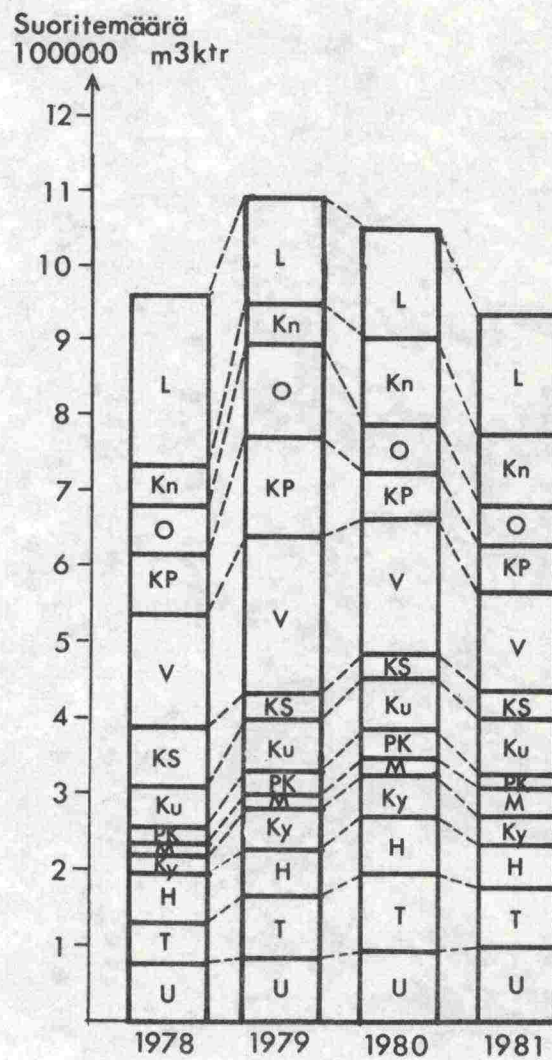 Suoritemäärä
100000 m3ktr
12
11
10
9
8
7
6
5
4
3
2
1
L
Kn
O
KP
V
KS
Ku
PK
M
Ky
H
T
U
L
Kn
O
KP
V
KS
Ku
PK
M
Ky
H
T
U
L
Kn
O
KP
V
KS
Ku
PK
M
Ky
H
T
U
L
Kn
O
KP
V
KS
Ku
PK
M
Ky
H
T
U
1978 1979 1980 1981